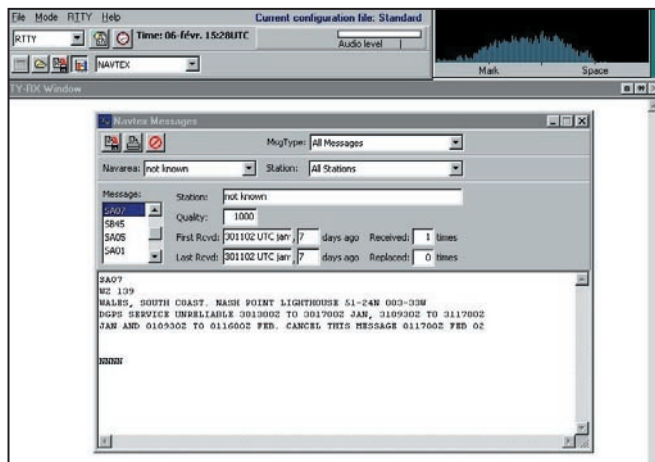 File Mode RTTY Help Current configuration file: Standard
RTTY Time: 06-févr. 15:28UTC
Audio level
Mark Space
NAVTEX
TY-RX Window
Navtex Messages
MsgType: All Messages
Navarea: not known Station: All Stations
Message: Station: not known
SA07 Quality: 1000
SB45
SA05 First Rcvd: 301102 UTC jan, 7 days ago Received: 1 times
SA01 Last Rcvd: 301102 UTC jan, 7 days ago Replaced: 0 times
SA07
WZ 139
WALES, SOUTH COAST. NASH POINT LIGHTHOUSE 51-24N 003-33W
DGPS SERVICE UNRELIABLE 301300Z TO 301700Z JAN, 310930Z TO 311700Z
JAN AND 010930Z TO 011600Z FEB. CANCEL THIS MESSAGE 011700Z FEB 02
NNNN